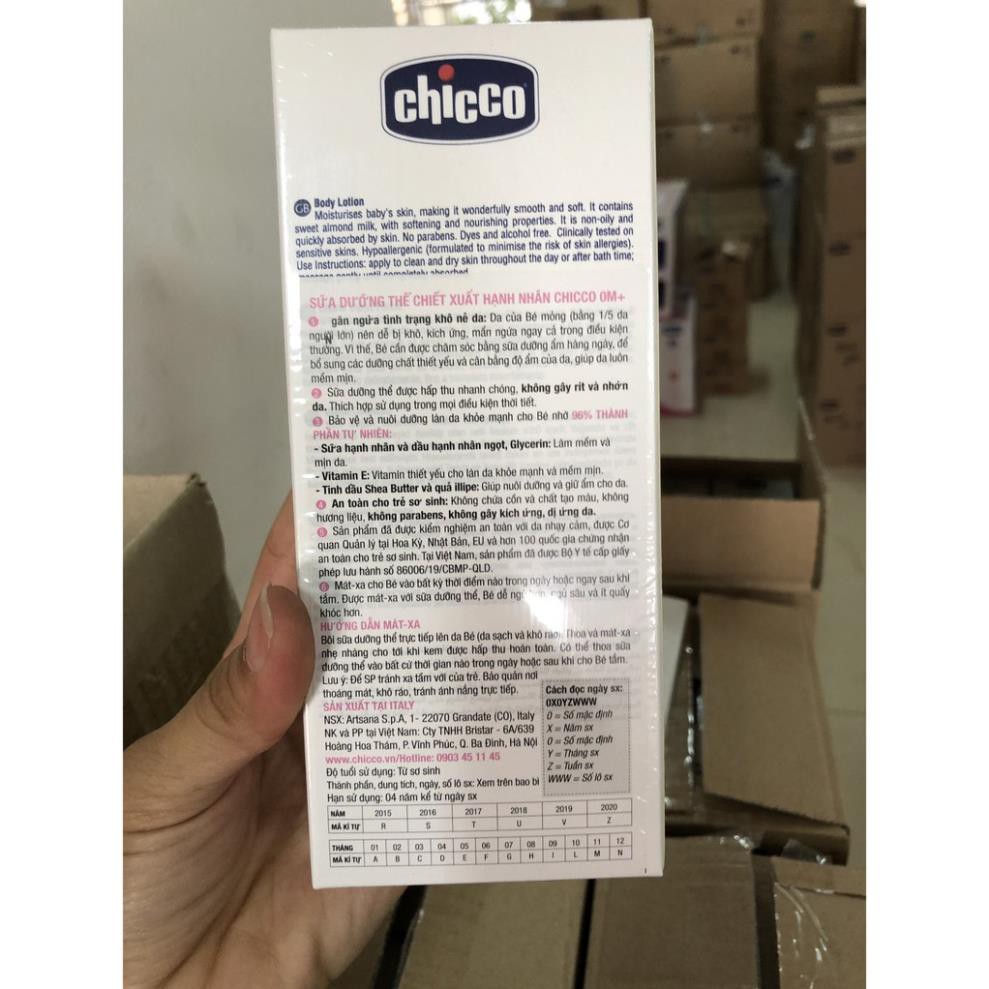 chicco
GB Body Lotion
Moisturises baby's skin, making it wonderfully smooth and soft. It contains
sweet almond milk, with softening and nourishing properties. It is non-oily and
quickly absorbed by skin. No parabens. Dyes and alcohol free. Clinically tested on
sensitive skins. Hypoallergenic (formulated to minimise the risk of skin allergies).
Use Instructions: apply to clean and dry skin throughout the day or after bath time;
SỮA DƯỠNG THỂ CHIẾT XUẤT HẠNH NHÂN CHICCO 0M+
1 găn ngừa tình trạng khô nẻ da: Da của Bé mỏng (bằng 1/5 da
người lớn) nên dễ bị khô, kích ứng, mẩn ngứa ngay cả trong điều kiện
thường. Vì thế, Bé cần được chăm sóc bằng sữa dưỡng ẩm hàng ngày, để
bổ sung các dưỡng chất thiết yếu và cân bằng độ ẩm của da, giúp da luôn
mềm mịn.
2 Sữa dưỡng thể được hấp thu nhanh chóng, không gây rít và nhờn
da. Thích hợp sử dụng trong mọi điều kiện thời tiết.
3 Bảo vệ và nuôi dưỡng làn da khỏe mạnh cho Bé nhờ 96% THÀNH
PHẦN TỰ NHIÊN:
- Sữa hạnh nhân và dầu hạnh nhân ngọt, Glycerin: Làm mềm và
mịn da.
- Vitamin E: Vitamin thiết yếu cho làn da khỏe mạnh và mềm mịn.
- Tinh dầu Shea Butter và quả illipe: Giúp nuôi dưỡng và giữ ẩm cho da.
4 An toàn cho trẻ sơ sinh: Không chứa cồn và chất tạo màu, không
hương liệu, không parabens, không gây kích ứng, dị ứng da.
5 Sản phẩm đã được kiểm nghiệm an toàn với da nhạy cảm, được Cơ
quan Quản lý tại Hoa Kỳ, Nhật Bản, EU và hơn 100 quốc gia chứng nhận
an toàn cho trẻ sơ sinh. Tại Việt Nam, sản phẩm đã được Bộ Y tế cấp giấy
phép lưu hành số 86006/19/CBMP-QLD.
6 Mát-xa cho Bé vào bất kỳ thời điểm nào trong ngày hoặc ngay sau khi
tắm. Được mát-xa với sữa dưỡng thể, Bé dễ ngủ hơn, ngủ sâu và ít quấy
khóc hơn.
HƯỚNG DẪN MÁT-XA
Bôi sữa dưỡng thể trực tiếp lên da Bé (da sạch và khô ráo). Thoa và mát-xa
nhẹ nhàng cho tới khi kem được hấp thu hoàn toàn. Có thể thoa sữa
dưỡng thể vào bất cứ thời gian nào trong ngày hoặc sau khi cho Bé tắm.
Lưu ý: Để SP tránh xa tầm với của trẻ. Bảo quản nơi
thoáng mát, khô ráo, tránh ánh nắng trực tiếp.
SẢN XUẤT TẠI ITALY
NSX: Artsana S.p.A, 1- 22070 Grandate (CO), Italy
NK và PP tại Việt Nam: Cty TNHH Bristar - 6A/639
Hoàng Hoa Thám, P. Vĩnh Phúc, Q. Ba Đình, Hà Nội
www.chicco.vn/Hotline: 0903 45 11 45
Độ tuổi sử dụng: Từ sơ sinh
Thành phần, dung tích, ngày, số lô sx: Xem trên bao bì
Hạn sử dụng: 04 năm kể từ ngày sx
Cách đọc ngày sx:
0X0YZWWW
0 = Số mặc định
X = Năm sx
0 = Số mặc định
Y = Tháng sx
Z = Tuần sx
WWW = Số lô sx
NĂM 2015 2016 2017 2018 2019 2020
MÃ KÍ TỰ R S T U V Z
THÁNG 01 02 03 04 05 06 07 08 09 10 11 12
MÃ KÍ TỰ A B C D E F G H I L M N